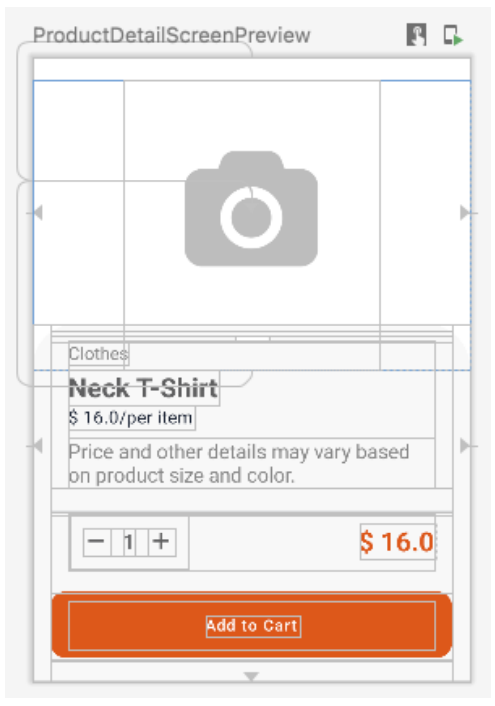 ProductDetailScreenPreview
Clothes
Neck T-Shirt
$ 16.0/per item
Price and other details may vary based
on product size and color.
− 1 + $ 16.0
Add to Cart